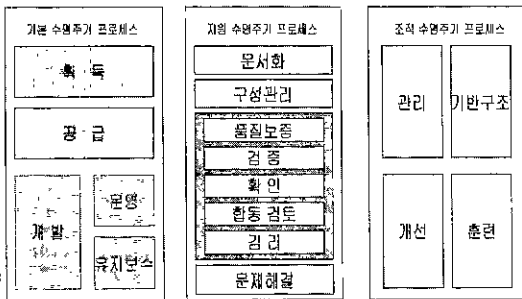 기본 수명주기 프로세스
획 득
공 급
개발
운영
유지보수
지원 수명주기 프로세스
문서화
구성관리
품질보증
검 증
확 인
합동 검토
감 리
문제해결
조직 수명주기 프로세스
관리
기반구조
개선
훈련